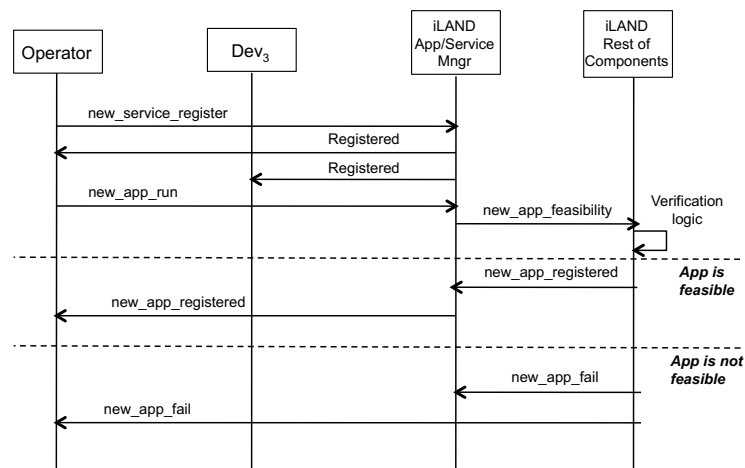 Operator
Dev₃
iLAND
App/Service
Mngr
iLAND
Rest of
Components
new_service_register
Registered
Registered
new_app_run
new_app_feasibility
Verification
logic
new_app_registered
App is
feasible
new_app_registered
App is not
feasible
new_app_fail
new_app_fail